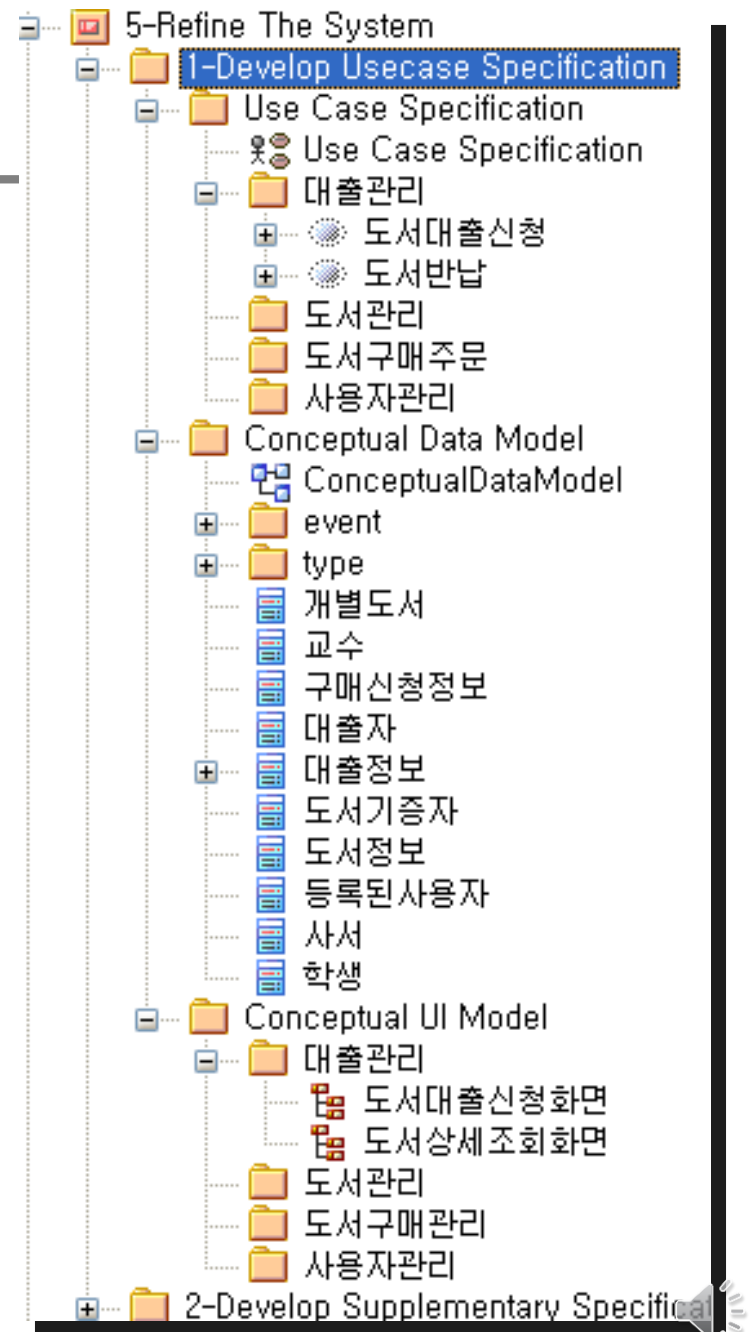 5-Refine The System
1-Develop Usecase Specification
Use Case Specification
Use Case Specification
대출관리
도서대출신청
도서반납
도서관리
도서구매주문
사용자관리
Conceptual Data Model
ConceptualDataModel
event
type
개별도서
교수
구매신청정보
대출자
대출정보
도서기증자
도서정보
등록된사용자
사서
학생
Conceptual UI Model
대출관리
도서대출신청화면
도서상세조회화면
도서관리
도서구매관리
사용자관리
2-Develop Supplementary Specificat